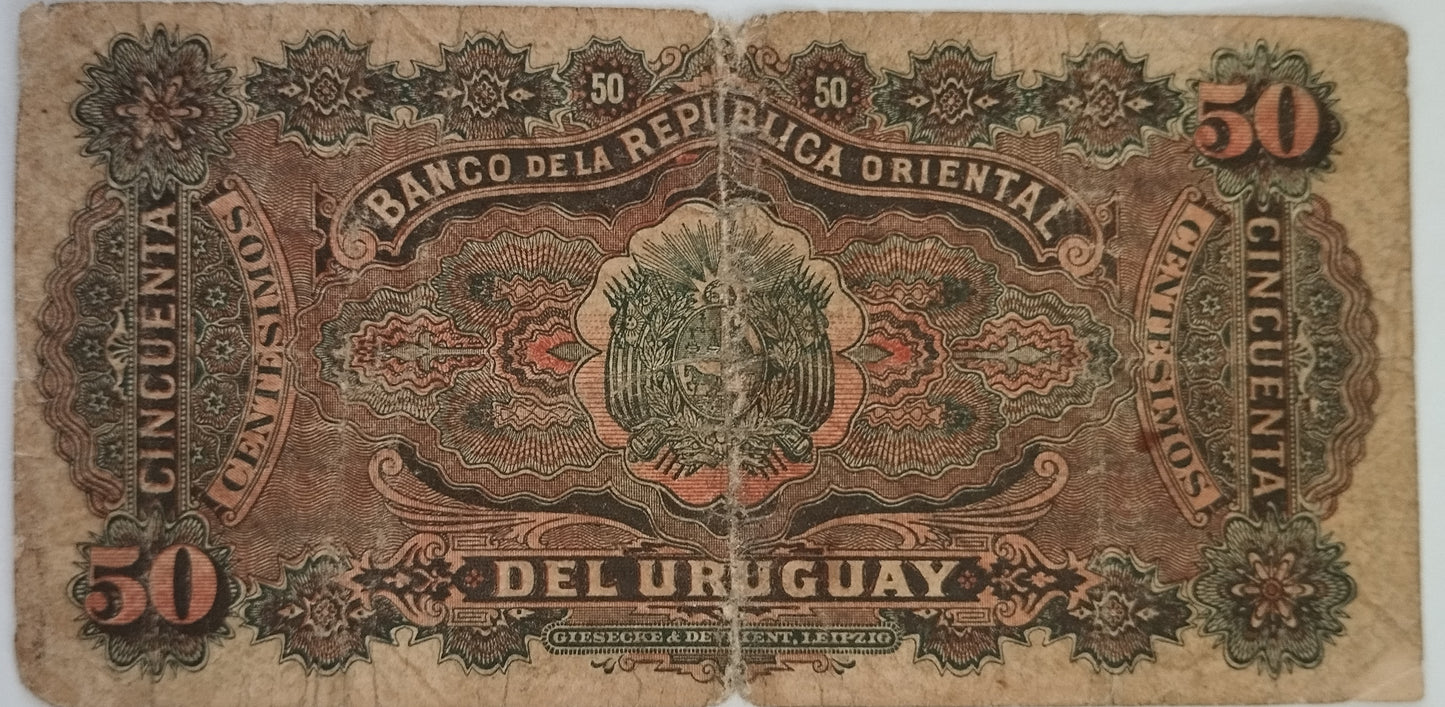 50
50
50
BANCO DE LA REPUBLICA ORIENTAL
CINCUENTA
CENTESIMOS
CENTESIMOS
CINCUENTA
50
DEL URUGUAY
GIESECKE & DEVRIENT, LEIPZIG